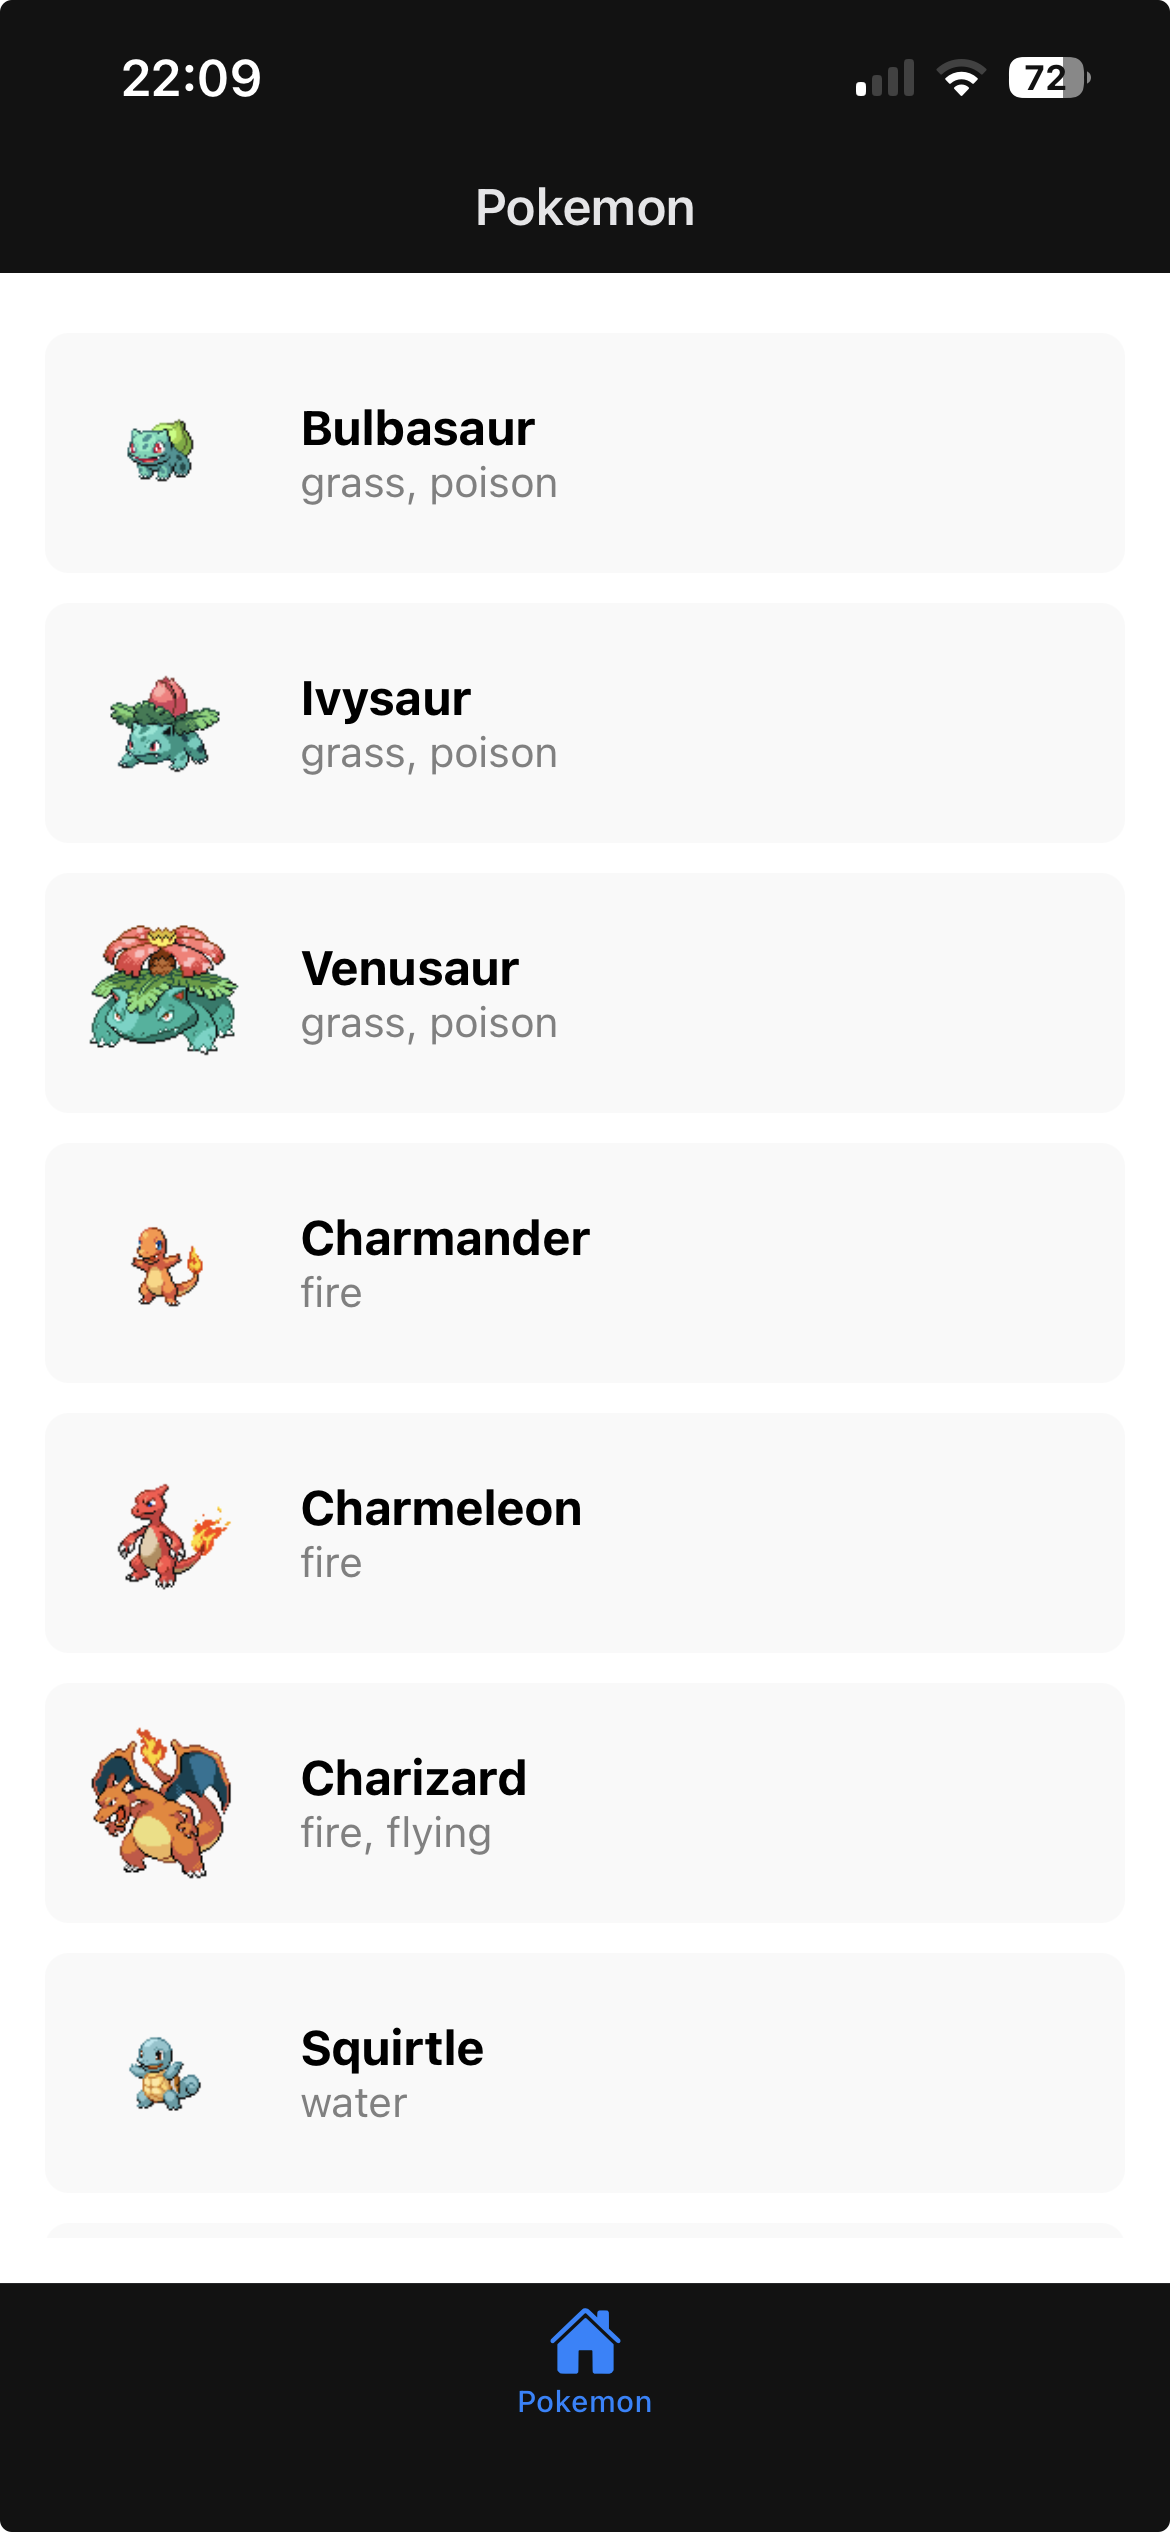 22:09
72
Pokemon
Bulbasaur
grass, poison
Ivysaur
grass, poison
Venusaur
grass, poison
Charmander
fire
Charmeleon
fire
Charizard
fire, flying
Squirtle
water
Pokemon